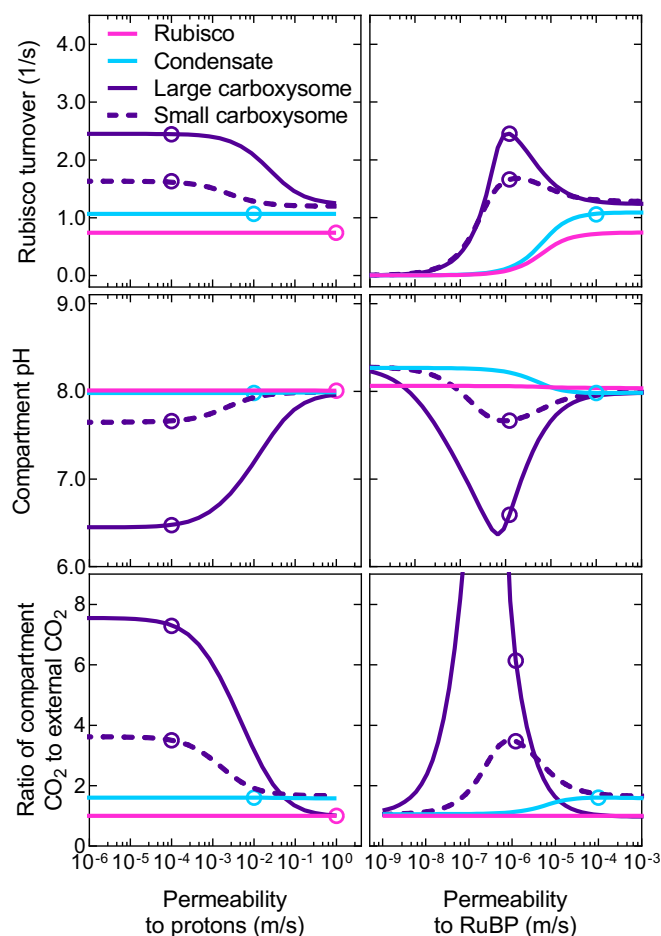 Rubisco turnover (1/s)
4.0
3.0
2.0
1.0
0.0
Rubisco
Condensate
Large carboxysome
Small carboxysome
Compartment pH
9.0
8.0
7.0
6.0
Ratio of compartment
CO2 to external CO2
8
6
4
2
0
10⁻⁶ 10⁻⁵ 10⁻⁴ 10⁻³ 10⁻² 10⁻¹ 10⁰
10⁻⁹ 10⁻⁸ 10⁻⁷ 10⁻⁶ 10⁻⁵ 10⁻⁴ 10⁻³
Permeability
to protons (m/s)
Permeability
to RuBP (m/s)